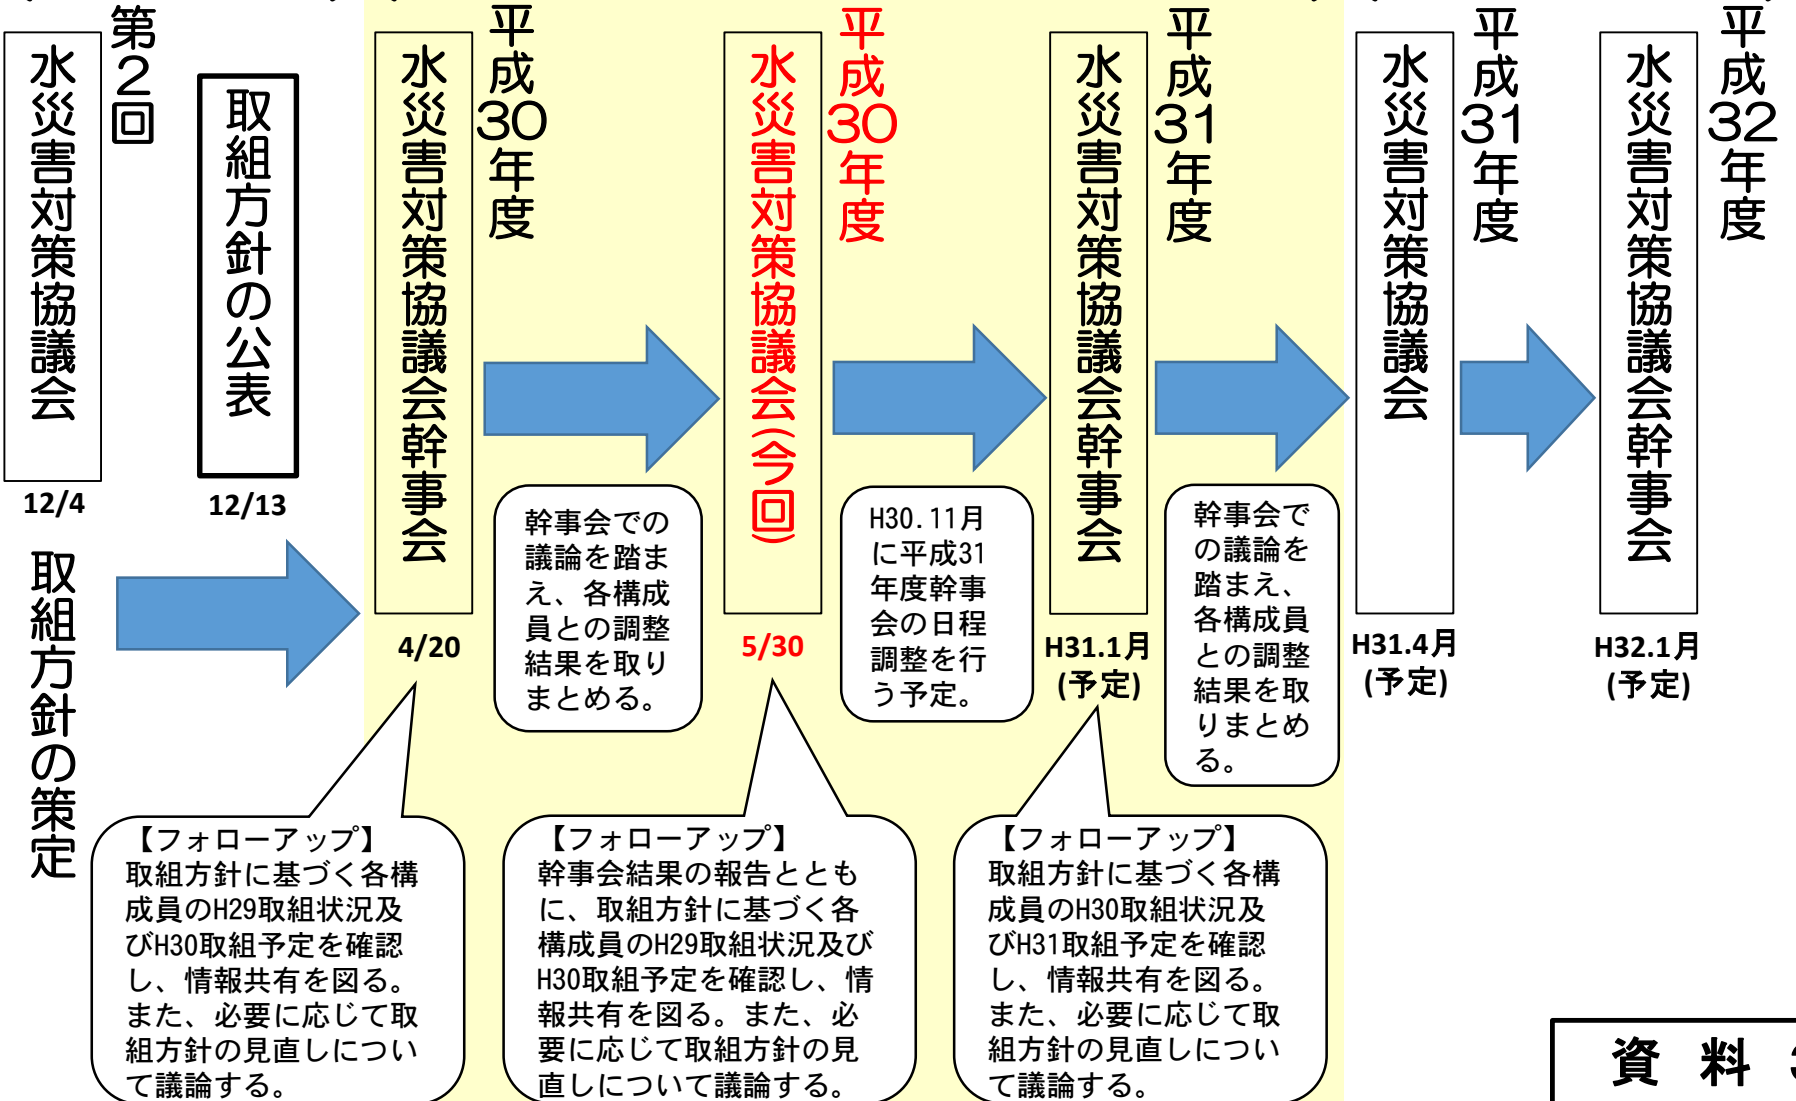 第2回
水災害対策協議会
12/4
取組方針の策定
取組方針の公表
12/13
平成30年度
水災害対策協議会幹事会
4/20
幹事会での
議論を踏ま
え、各構成
員との調整
結果を取り
まとめる。
平成30年度
水災害対策協議会(今回)
5/30
H30.11月
に平成31
年度幹事
会の日程
調整を行
う予定。
平成31年度
水災害対策協議会幹事会
H31.1月
(予定)
幹事会で
の議論を
踏まえ、
各構成員
との調整
結果を取
りまとめ
る。
平成31年度
水災害対策協議会
H31.4月
(予定)
平成32年度
水災害対策協議会幹事会
H32.1月
(予定)
【フォローアップ】
取組方針に基づく各構
成員のH29取組状況及
びH30取組予定を確認
し、情報共有を図る。
また、必要に応じて取
組方針の見直しについ
て議論する。
【フォローアップ】
幹事会結果の報告ととも
に、取組方針に基づく各
構成員のH29取組状況及び
H30取組予定を確認し、情
報共有を図る。また、必
要に応じて取組方針の見
直しについて議論する。
【フォローアップ】
取組方針に基づく各構
成員のH30取組状況及
びH31取組予定を確認
し、情報共有を図る。
また、必要に応じて取
組方針の見直しについ
て議論する。
資 料